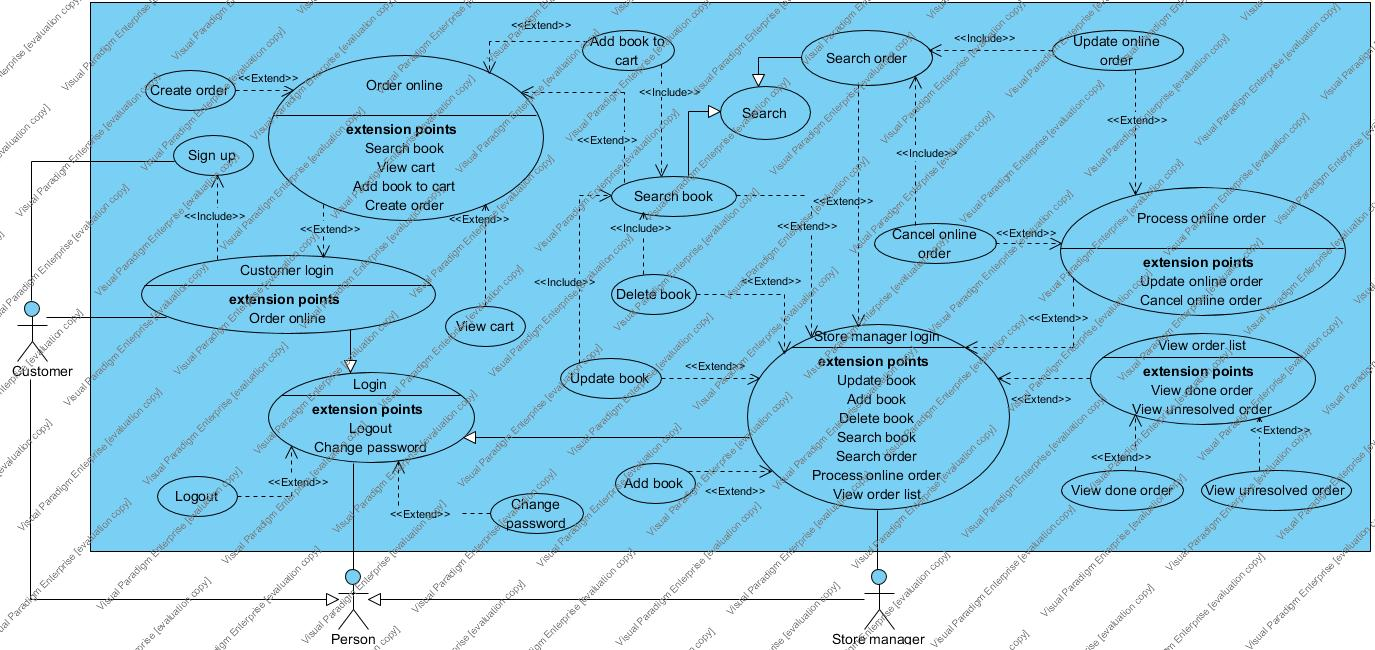 <<Extend>>
Add book to
cart
Search order
<<Include>>
Update online
order
Create order
<<Extend>>
Order online
extension points
Search book
View cart
Add book to cart
Create order
<<Include>>
<<Extend>>
Search
<<Extend>>
Sign up
<<Include>>
<<Include>>
<<Extend>>
<<Extend>>
Search book
<<Extend>>
<<Include>>
<<Extend>>
Cancel online
order
<<Extend>>
Process online order
extension points
Update online order
Cancel online order
Customer login
extension points
Order online
<<Include>>
Delete book
<<Extend>>
View cart
<<Extend>>
Customer
Store manager login
extension points
Update book
Add book
Delete book
Search book
Search order
Process online order
View order list
View order list
extension points
View done order
View unresolved order
Login
extension points
Logout
Change password
Update book
<<Extend>>
<<Extend>>
<<Extend>>
<<Extend>>
Logout
<<Extend>>
<<Extend>>
Change
password
Add book
<<Extend>>
View done order
View unresolved order
Person
Store manager
Visual Paradigm Enterprise [evaluation copy]